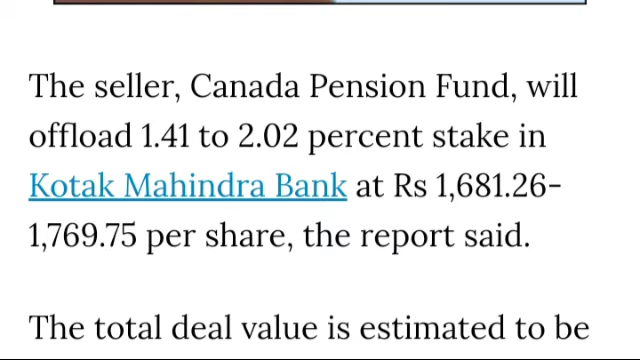 The seller, Canada Pension Fund, will
offload 1.41 to 2.02 percent stake in
Kotak Mahindra Bank at Rs 1,681.26-
1,769.75 per share, the report said.
The total deal value is estimated to be